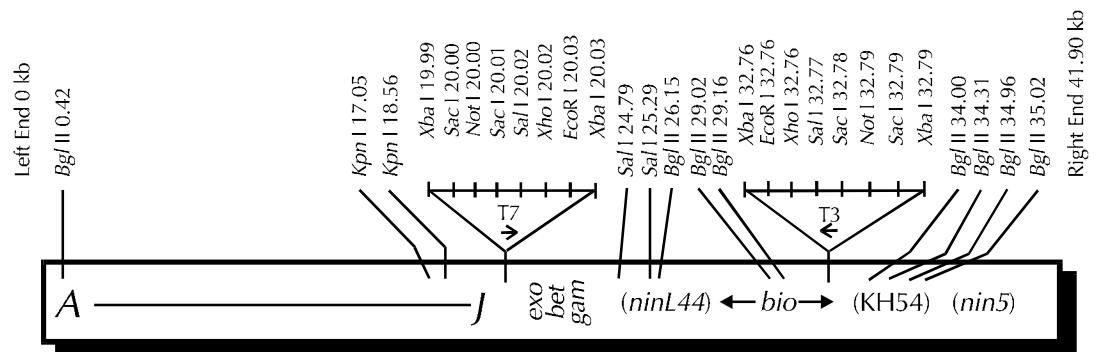 Left End 0 kb
Bgl II 0.42
Kpn I 17.05
Kpn I 18.56
Xba I 19.99
Sac I 20.00
Not I 20.00
Sac I 20.01
Sal I 20.02
Xho I 20.02
EcoR I 20.03
Xba I 20.03
Sal I 24.79
Sal I 25.29
Bgl II 26.15
Bgl II 29.02
Bgl II 29.16
Xba I 32.76
EcoR I 32.76
Xho I 32.76
Sal I 32.77
Sac I 32.78
Not I 32.79
Sac I 32.79
Xba I 32.79
Bgl II 34.00
Bgl II 34.31
Bgl II 34.96
Bgl II 35.02
Right End 41.90 kb
T7
T3
A
J
exo
bet
gam
(ninL44)
bio
(KH54)
(nin5)